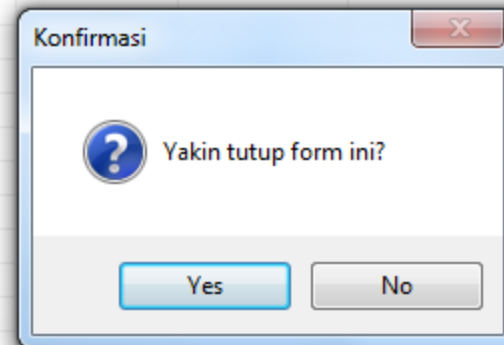 Konfirmasi
Yakin tutup form ini?
Yes
No